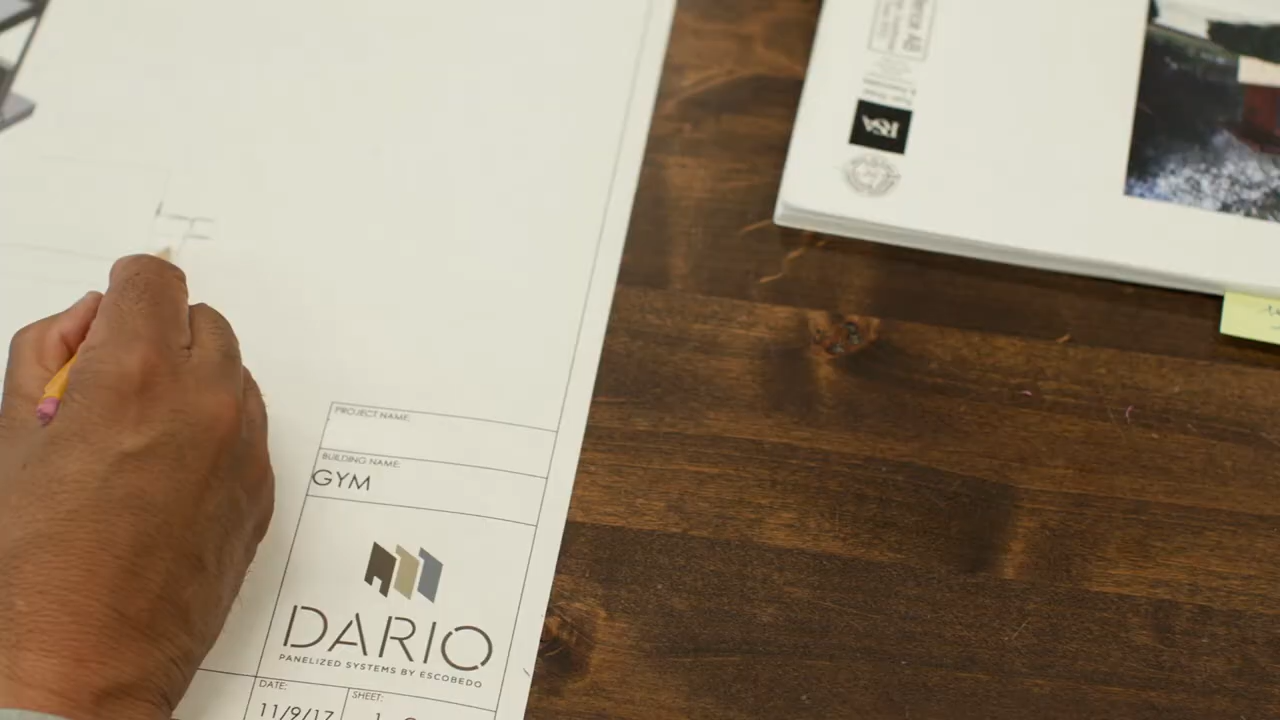 PROJECT NAME:
BUILDING NAME:
GYM
DARIO
PANELIZED SYSTEMS BY ESCOBEDO
DATE:
SHEET:
11/9/17